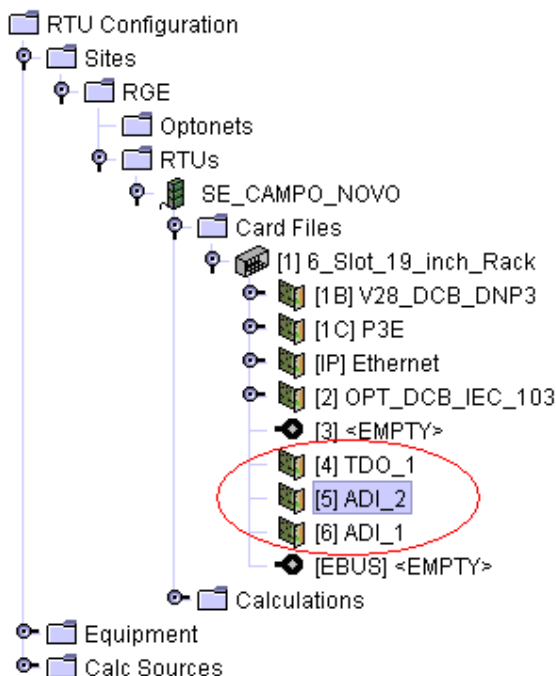 RTU Configuration
Sites
RGE
Optonets
RTUs
SE_CAMPO_NOVO
Card Files
[1] 6_Slot_19_inch_Rack
[1B] V28_DCB_DNP3
[1C] P3E
[IP] Ethernet
[2] OPT_DCB_IEC_103
[3] <EMPTY>
[4] TDO_1
[5] ADI_2
[6] ADI_1
[EBUS] <EMPTY>
Calculations
Equipment
Calc Sources